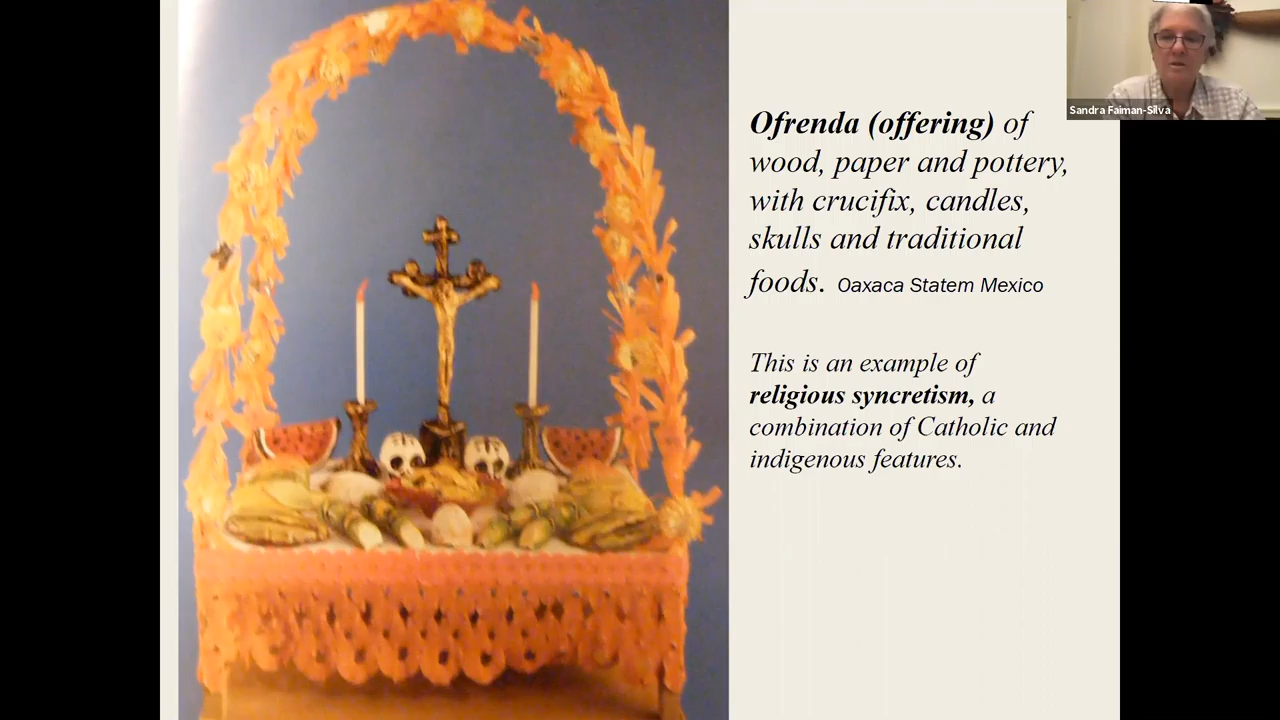 Ofrenda (offering) of
wood, paper and pottery,
with crucifix, candles,
skulls and traditional
foods. Oaxaca Statem Mexico
This is an example of
religious syncretism, a
combination of Catholic and
indigenous features.
Sandra Faiman-Silva